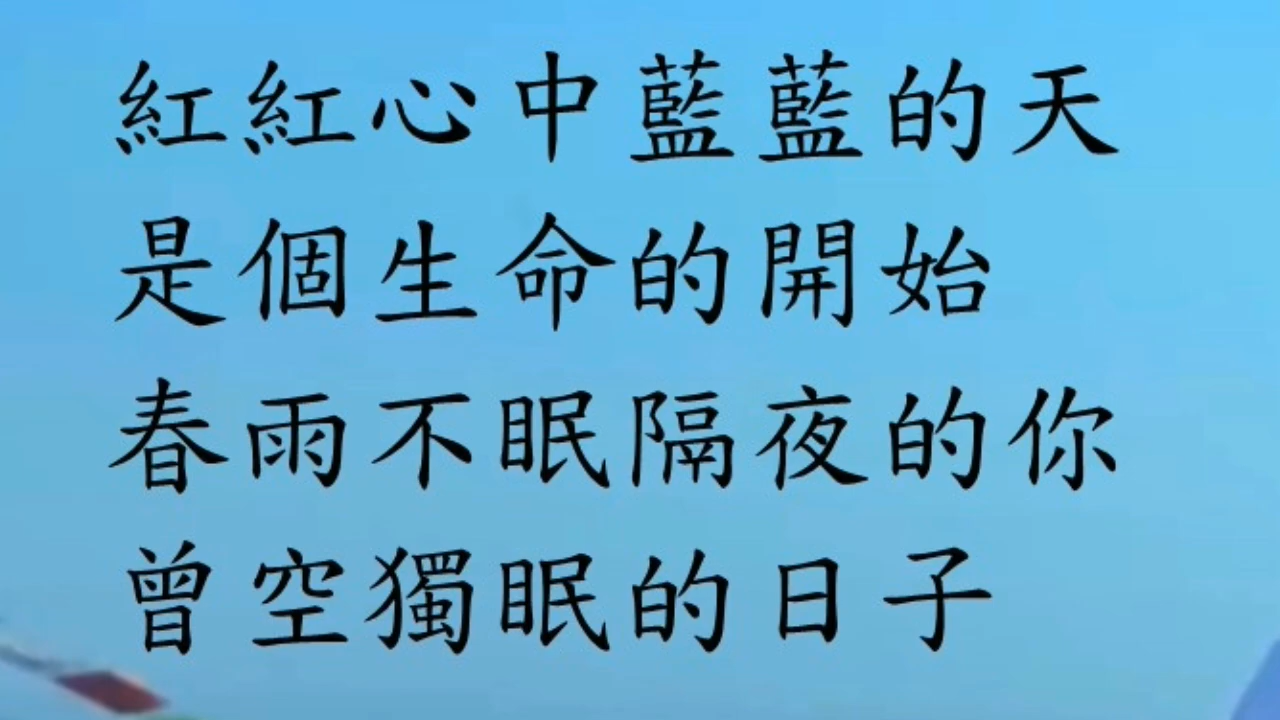 紅紅心中藍藍的天
是個生命的開始
春雨不眠隔夜的你
曾空獨眠的日子